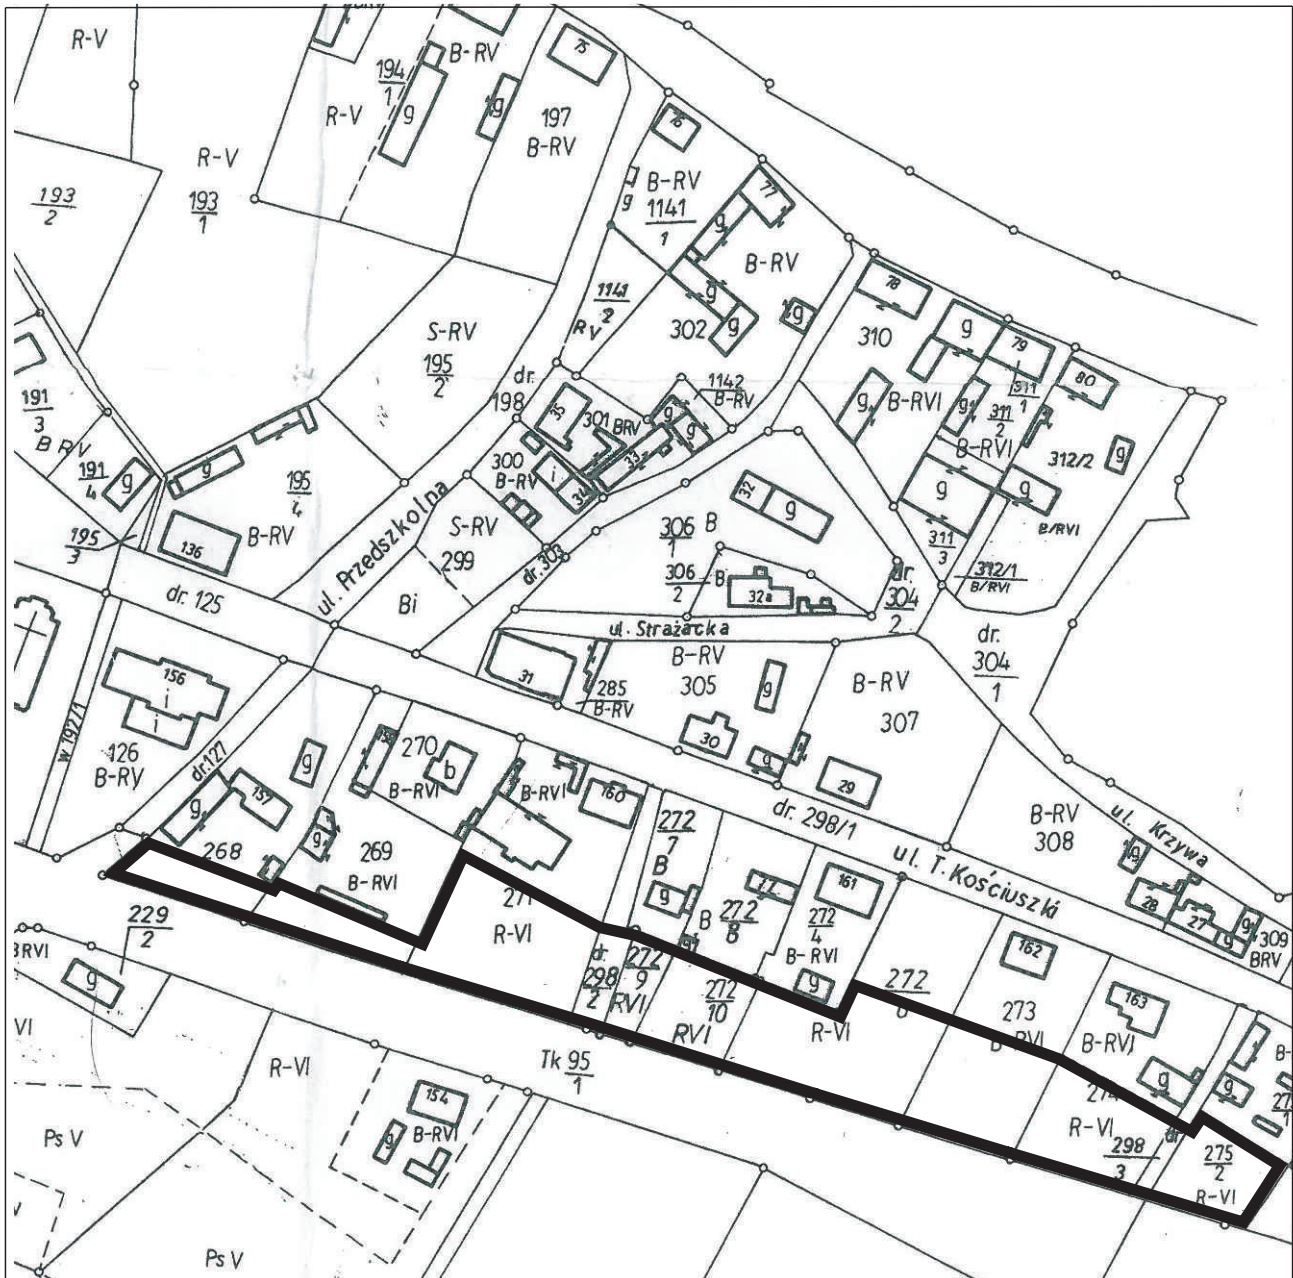 R-V
B-RV
75
194
1
g
g
R-V
197
B-RV
76
R-V
B-RV
g
1141
1
77
g
193
2
193
1
B-RV
g
g
g
78
1141
2
RV
302
310
g
79
80
S-RV
195
2
311
1
191
3
dr.
198
1142
B-RV
g
B-RVI
g
311
2
35
301 BRV
g
g
B-RVI
g
B RV
191
4
g
g
300
B-RV
33
i
34
312/2
32
g
g
g
195
4
B-RV
S-RV
299
306
1
B
B/RVI
311
3
195
3
136
ul. Przedszkolna
dr. 303
306
2
B
32a
dr.
304
2
312/1
B/RVI
dr. 125
Bi
ul. Strażacka
dr.
304
1
156
i
i
31
B-RV
305
g
285
B-RV
B-RV
307
w 192/1
126
B-RV
dr.127
g
158
270
b
B-RVI
30
g
29
157
g
B-RVI
160
dr. 298/1
B-RV
308
ul. Krzywa
268
g
269
B-RVI
272
7
B
g
17
161
ul. T. Kościuszki
g
28
27
g
g
309
BRV
271
R-VI
B
272
8
272
4
B-RVI
g
162
229
2
BRVI
g
dr.
298
2
272
9
RVI
g
272
10
RVI
272
6
R-VI
273
B-RVI
163
B-RVI
g
g
VI
R-VI
Tk 95
1
274
R-VI
154
g
B-RVI
dr
298
3
275
2
R-VI
Ps V
Ps V